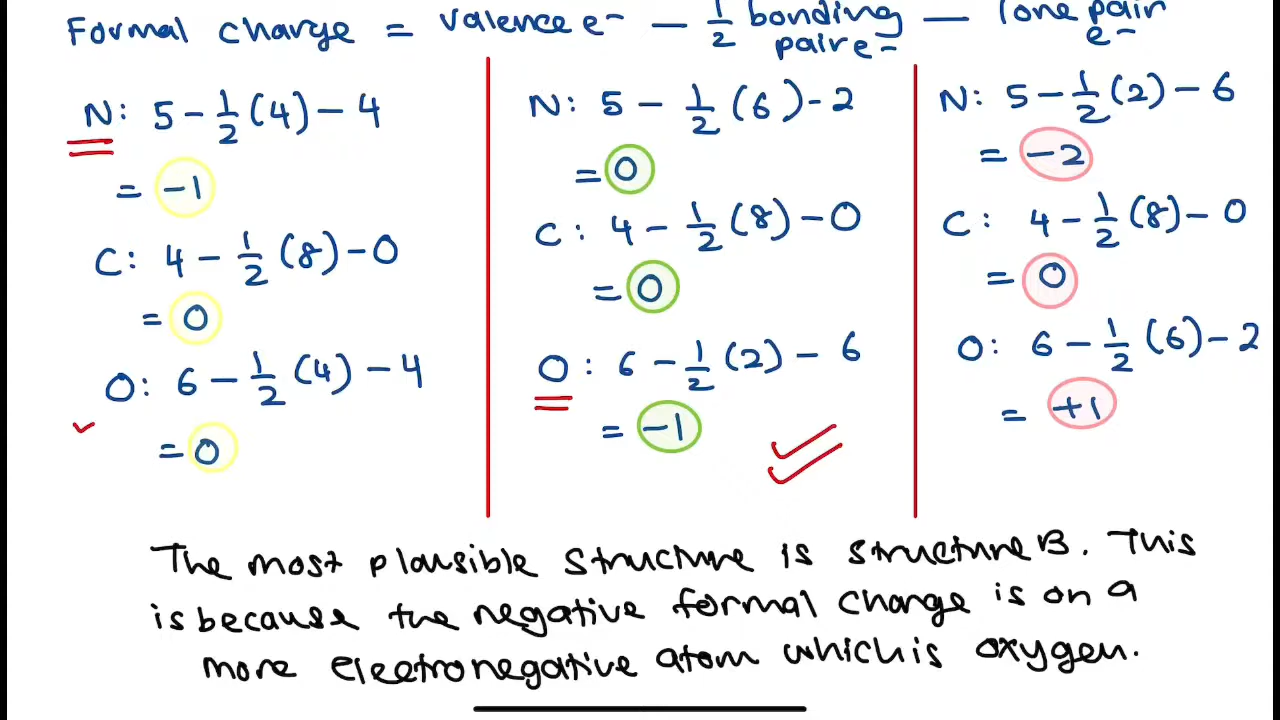 Formal charge = valence e- — 1/2 bonding pair e- — lone pair e-
N: 5 - 1/2 (4) - 4
= -1
C: 4 - 1/2 (8) - 0
= 0
O: 6 - 1/2 (4) - 4
= 0
N: 5 - 1/2 (6) - 2
= 0
C: 4 - 1/2 (8) - 0
= 0
O: 6 - 1/2 (2) - 6
= -1
N: 5 - 1/2 (2) - 6
= -2
C: 4 - 1/2 (8) - 0
= 0
O: 6 - 1/2 (6) - 2
= +1
The most plausible structure is structure B. This
is because the negative formal charge is on a
more electronegative atom which is oxygen.